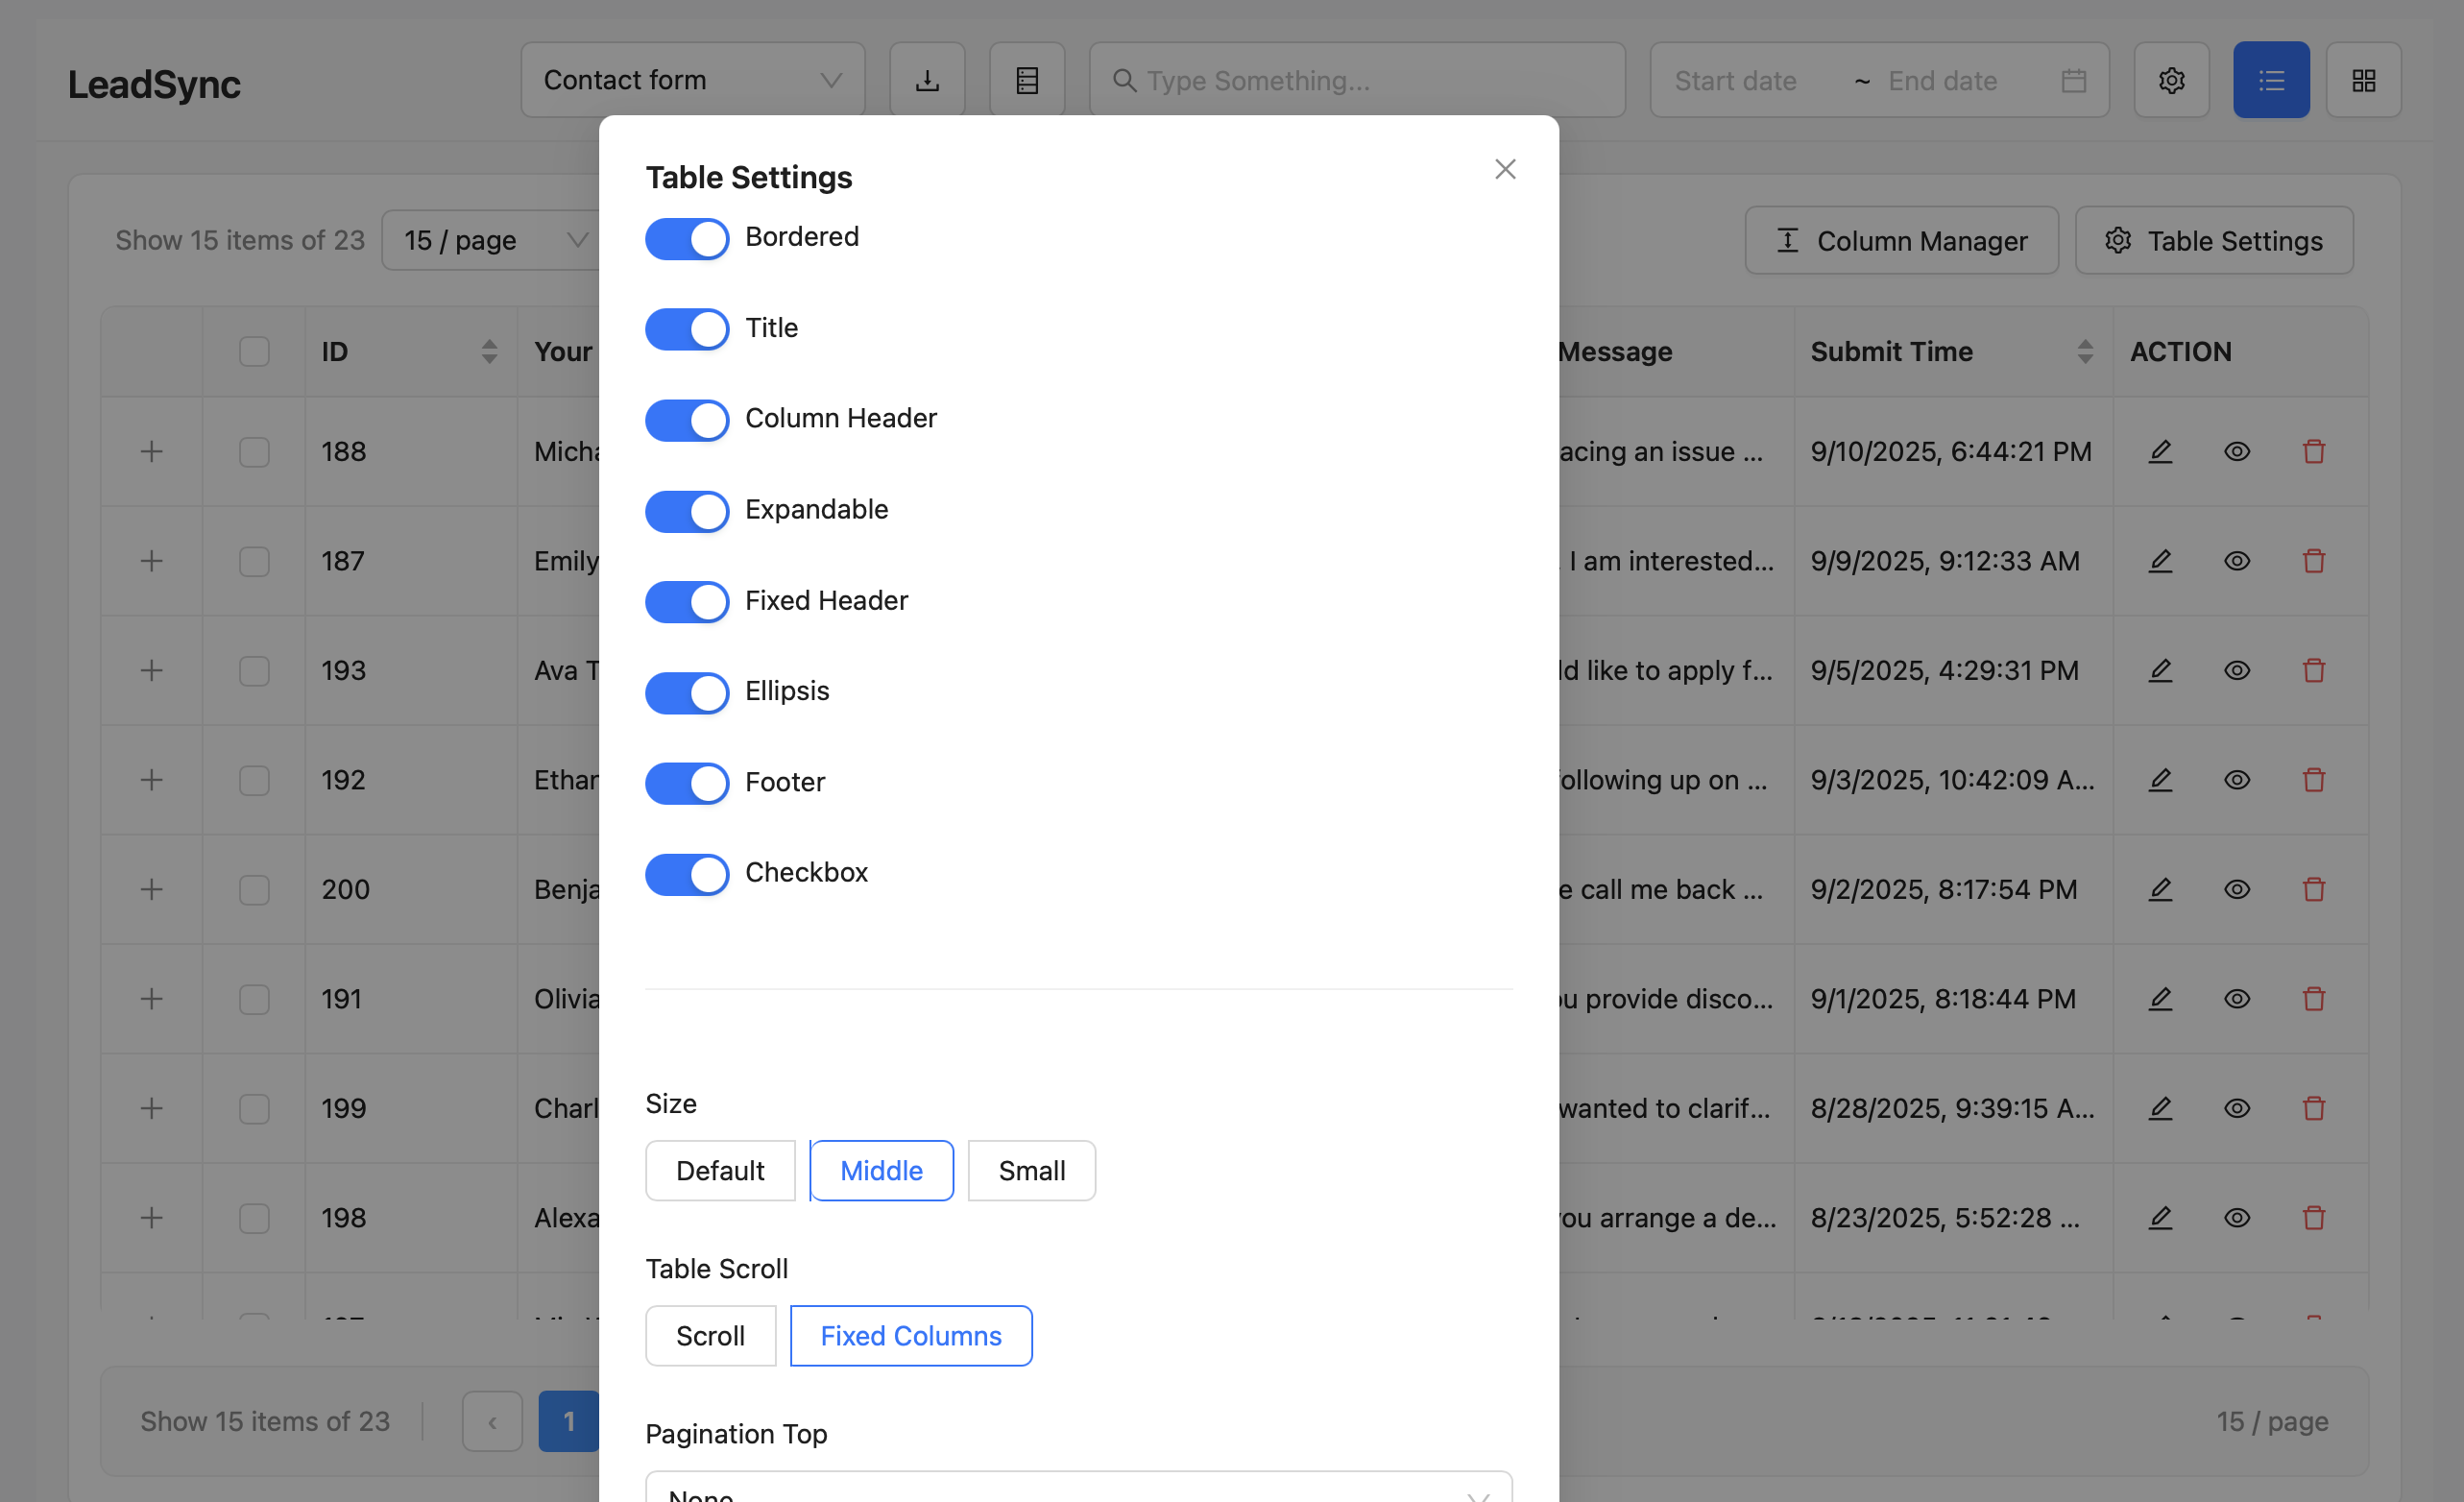 LeadSync
Contact form
Type Something...
Start date ~ End date
Table Settings
Show 15 items of 23
15 / page
Column Manager
Table Settings
Bordered
Title
Column Header
Expandable
Fixed Header
Ellipsis
Footer
Checkbox
Size
Default Middle Small
Table Scroll
Scroll Fixed Columns
Pagination Top
None
ID Your Message Submit Time ACTION
188 Micha acing an issue ... 9/10/2025, 6:44:21 PM
187 Emily I am interested... 9/9/2025, 9:12:33 AM
193 Ava T ld like to apply f... 9/5/2025, 4:29:31 PM
192 Ethan ollowing up on ... 9/3/2025, 10:42:09 A...
200 Benja e call me back ... 9/2/2025, 8:17:54 PM
191 Olivia ou provide disco... 9/1/2025, 8:18:44 PM
199 Charl wanted to clarif... 8/28/2025, 9:39:15 A...
198 Alexa you arrange a de... 8/23/2025, 5:52:28 ...
Show 15 items of 23
1
15 / page